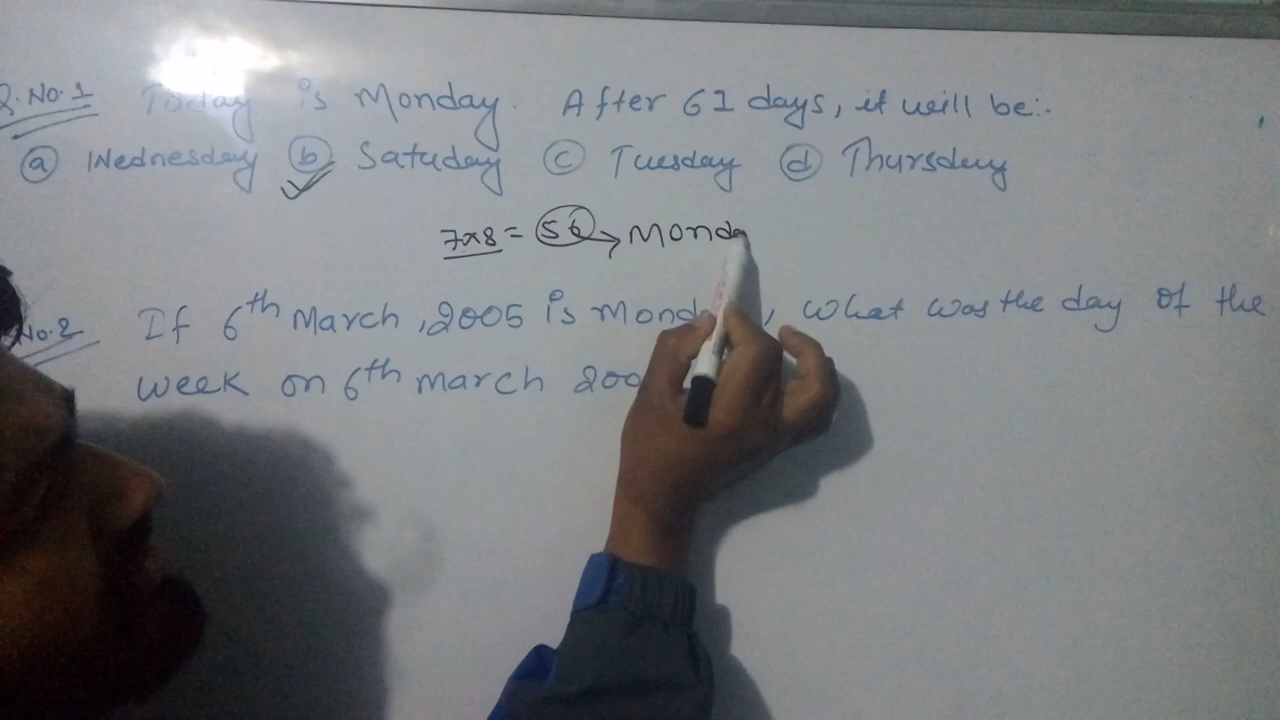 Q.No.1 Today is Monday. After 61 days, it will be:-
ⓐ Wednesday ⓑ Satuday ⓒ Tuesday ⓓ Thursday
7x8 = 56 → Monda
No.2 If 6th March, 2005 is Mond , what was the day of the
week on 6th march 200